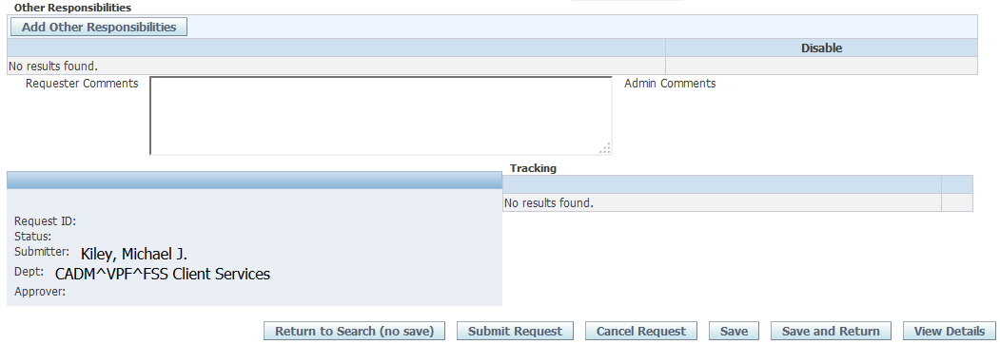 Other Responsibilities
Add Other Responsibilities
Disable
No results found.
Requester Comments
Admin Comments
Tracking
No results found.
Request ID:
Status:
Submitter: Kiley, Michael J.
Dept: CADM^VPF^FSS Client Services
Approver:
Return to Search (no save) Submit Request Cancel Request Save Save and Return View Details